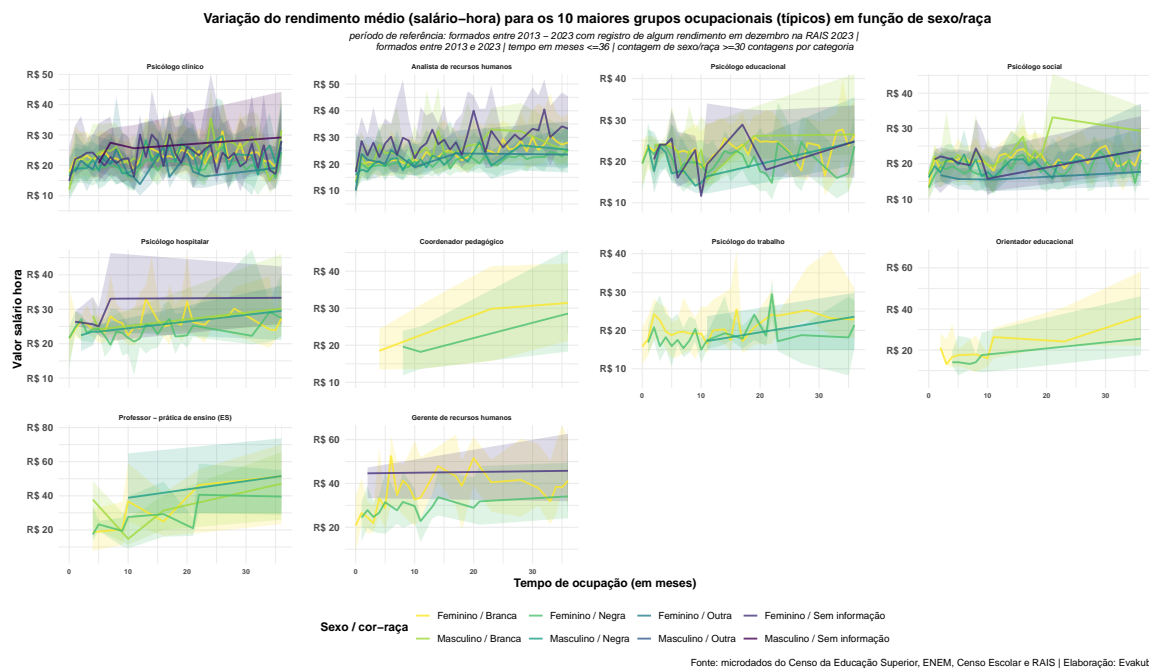 Variação do rendimento médio (salário−hora) para os 10 maiores grupos ocupacionais (típicos) em função de sexo/raça
período de referência: formados entre 2013 − 2023 com registro de algum rendimento em dezembro na RAIS 2023 |
formados entre 2013 e 2023 | tempo em meses <=36 | contagem de sexo/raça >=30 contagens por categoria
Psicólogo clínico
Analista de recursos humanos
Psicólogo educacional
Psicólogo social
R$ 50
R$ 40
R$ 30
R$ 20
R$ 10
R$ 50
R$ 40
R$ 30
R$ 20
R$ 10
R$ 40
R$ 30
R$ 20
R$ 10
R$ 40
R$ 30
R$ 20
R$ 10
Psicólogo hospitalar
Coordenador pedagógico
Psicólogo do trabalho
Orientador educacional
R$ 40
R$ 30
R$ 20
R$ 10
R$ 40
R$ 30
R$ 20
R$ 10
R$ 40
R$ 30
R$ 20
R$ 10
R$ 60
R$ 40
R$ 20
0 10 20 30
0 10 20 30
Professor − prática de ensino (ES)
Gerente de recursos humanos
R$ 80
R$ 60
R$ 40
R$ 20
R$ 60
R$ 40
R$ 20
0 10 20 30
0 10 20 30
Valor salário hora
Tempo de ocupação (em meses)
Sexo / cor−raça
Feminino / Branca
Feminino / Negra
Feminino / Outra
Feminino / Sem informação
Masculino / Branca
Masculino / Negra
Masculino / Outra
Masculino / Sem informação
Fonte: microdados do Censo da Educação Superior, ENEM, Censo Escolar e RAIS | Elaboração: Evakub